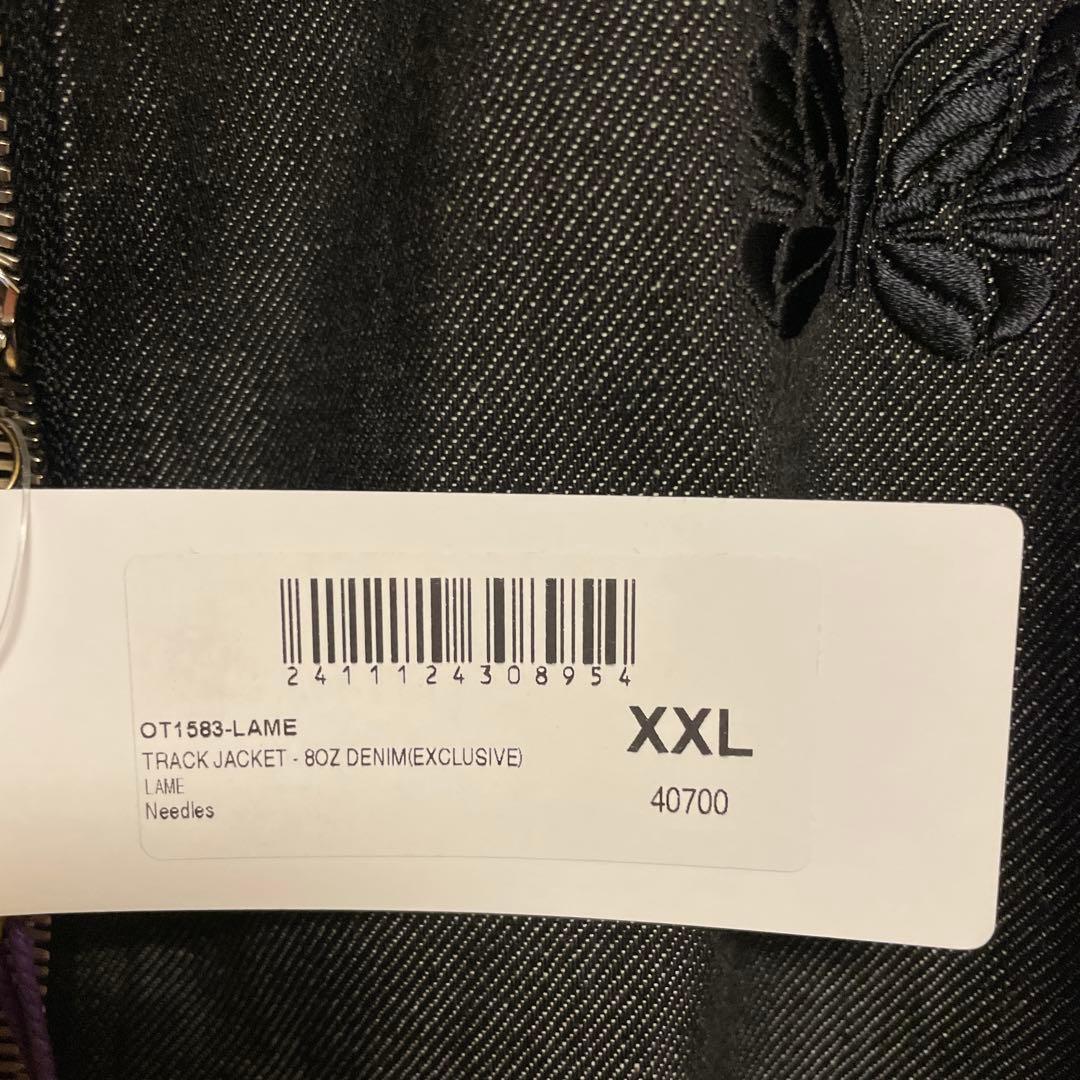 2411124308954
OT1583-LAME
XXL
TRACK JACKET - 8OZ DENIM(EXCLUSIVE)
LAME
40700
Needles